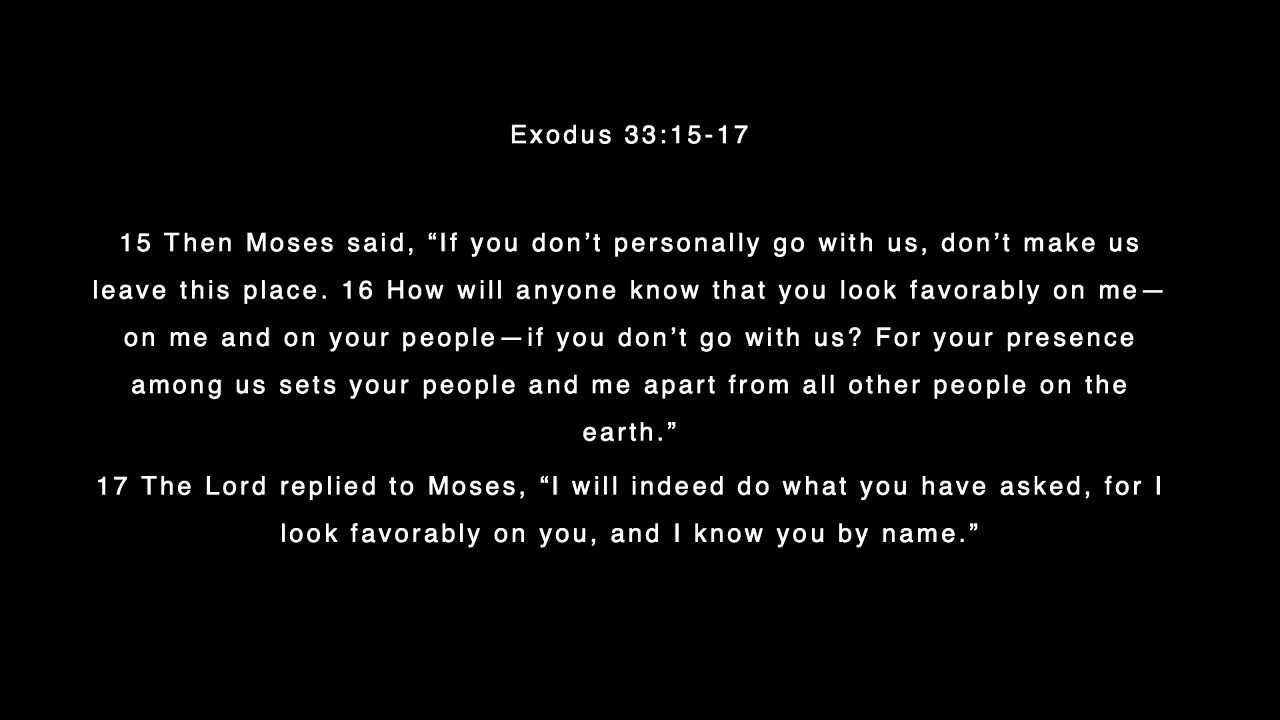 Exodus 33:15-17
15 Then Moses said, “If you don’t personally go with us, don’t make us
leave this place. 16 How will anyone know that you look favorably on me—
on me and on your people—if you don’t go with us? For your presence
among us sets your people and me apart from all other people on the
earth.”
17 The Lord replied to Moses, “I will indeed do what you have asked, for I
look favorably on you, and I know you by name.”